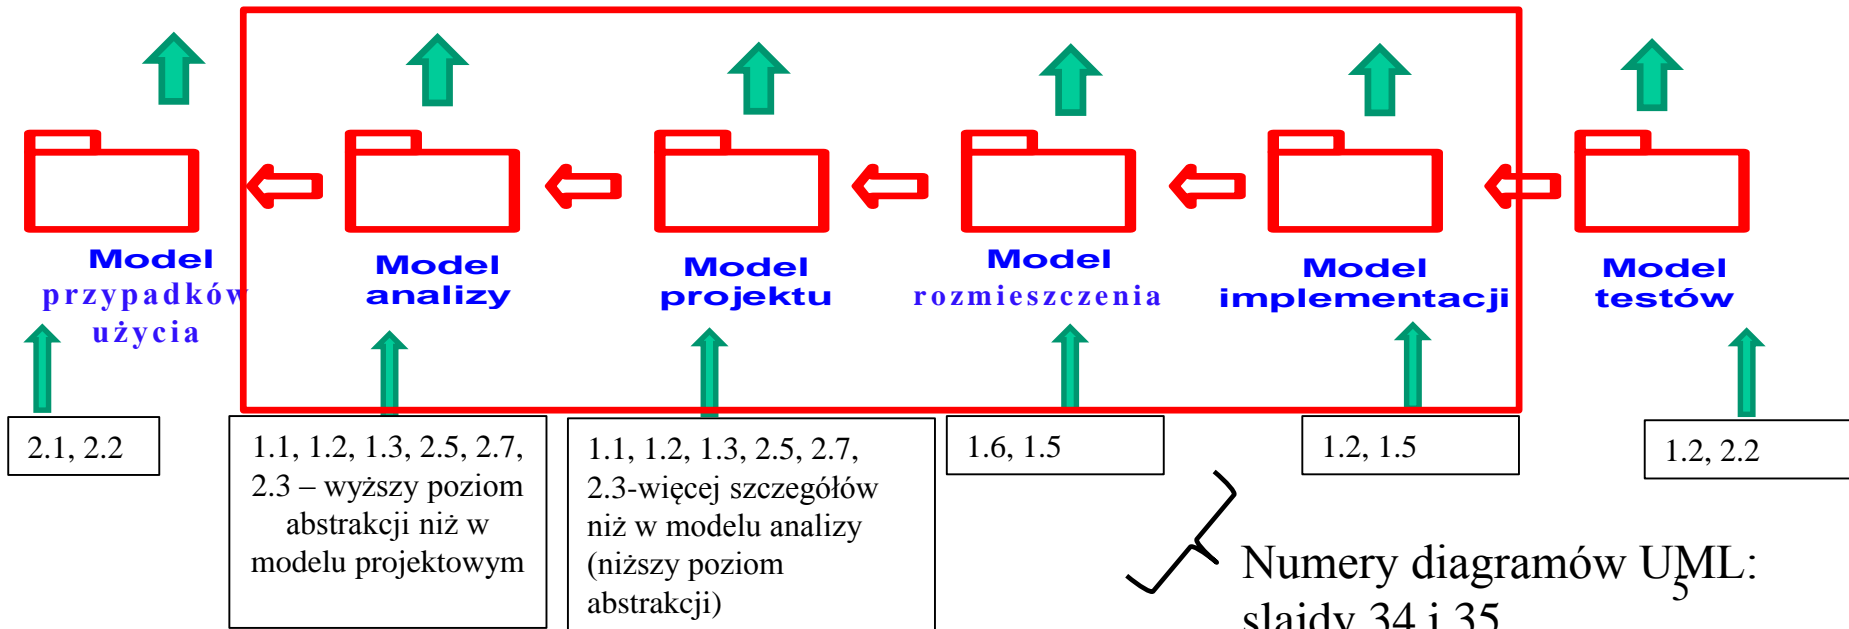 Model
przypadków
użycia
Model
analizy
Model
projektu
Model
rozmieszczenia
Model
implementacji
Model
testów
2.1, 2.2
1.1, 1.2, 1.3, 2.5, 2.7,
2.3 – wyższy poziom
abstrakcji niż w
modelu projektowym
1.1, 1.2, 1.3, 2.5, 2.7,
2.3-więcej szczegółów
niż w modelu analizy
(niższy poziom
abstrakcji)
1.6, 1.5
1.2, 1.5
1.2, 2.2
Numery diagramów UML:
slajdy 34 i 35
5